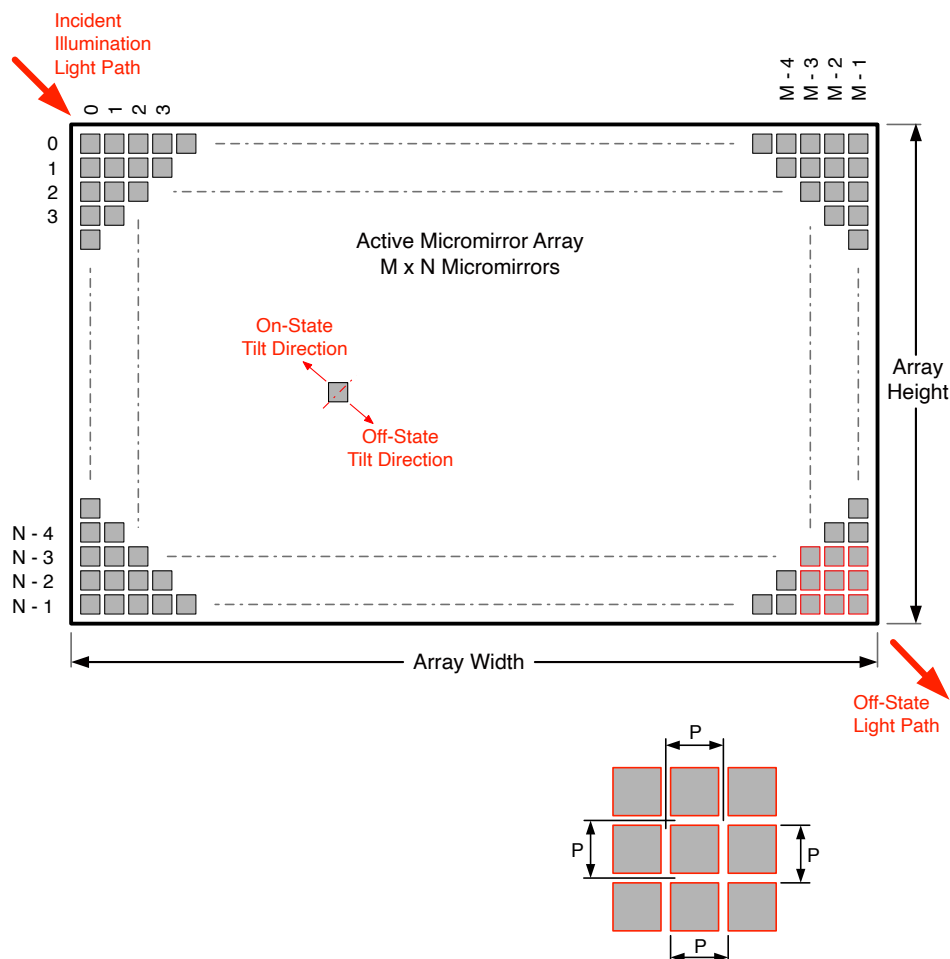 Incident
Illumination
Light Path
0 1 2 3
M - 4 M - 3 M - 2 M - 1
0
1
2
3
Active Micromirror Array
M x N Micromirrors
On-State
Tilt Direction
Off-State
Tilt Direction
Array
Height
N - 4
N - 3
N - 2
N - 1
Array Width
Off-State
Light Path
P
P
P
P